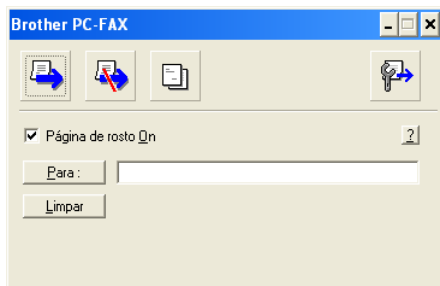 Brother PC-FAX
Página de rosto On
?
Para :
Limpar